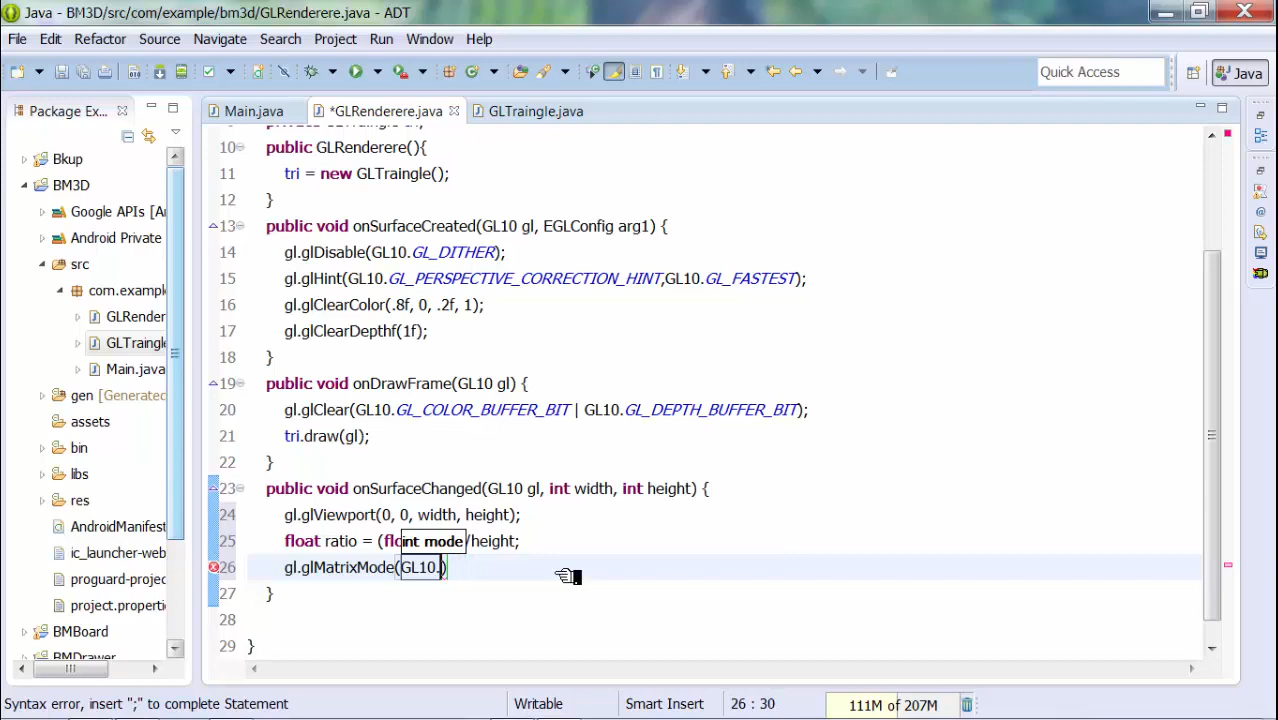 Java - BM3D/src/com/example/bm3d/GLRenderere.java - ADT
File Edit Refactor Source Navigate Search Project Run Window Help
Quick Access
Java
Package Ex...
Main.java
*GLRenderere.java
GLTraingle.java
Bkup
BM3D
Google APIs [A
Android Private
src
com.examp
GLRender
GLTraingl
Main.java
gen [Generated
assets
bin
libs
res
AndroidManifest
ic_launcher-web
proguard-projec
project.properti
BMBoard
BMDrawer
10 public GLRenderere(){
11 tri = new GLTraingle();
12 }
13 public void onSurfaceCreated(GL10 gl, EGLConfig arg1) {
14 gl.glDisable(GL10.GL_DITHER);
15 gl.glHint(GL10.GL_PERSPECTIVE_CORRECTION_HINT,GL10.GL_FASTEST);
16 gl.glClearColor(.8f, 0, .2f, 1);
17 gl.glClearDepthf(1f);
18 }
19 public void onDrawFrame(GL10 gl) {
20 gl.glClear(GL10.GL_COLOR_BUFFER_BIT | GL10.GL_DEPTH_BUFFER_BIT);
21 tri.draw(gl);
22 }
23 public void onSurfaceChanged(GL10 gl, int width, int height) {
24 gl.glViewport(0, 0, width, height);
25 float ratio = (flo int mode /height;
26 gl.glMatrixMode(GL10.)
27 }
28
29 }
Syntax error, insert ";" to complete Statement
Writable
Smart Insert
26 : 30
111M of 207M